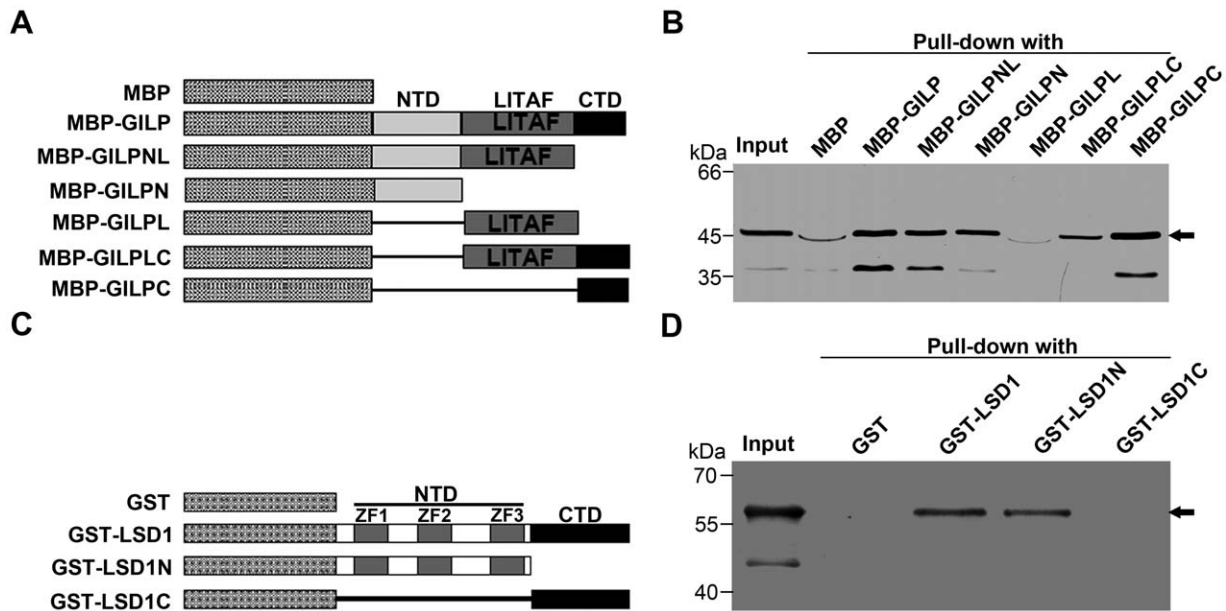 A
MBP
NTD LITAF CTD
MBP-GILP LITAF
MBP-GILPNL LITAF
MBP-GILPN
MBP-GILPL LITAF
MBP-GILPLC LITAF
MBP-GILPC
B
Pull-down with
kDa Input MBP MBP-GILP MBP-GILPNL MBP-GILPN MBP-GILPL MBP-GILPLC MBP-GILPC
66
45
35
C
GST
NTD
ZF1 ZF2 ZF3 CTD
GST-LSD1
GST-LSD1N
GST-LSD1C
D
Pull-down with
kDa Input GST GST-LSD1 GST-LSD1N GST-LSD1C
70
55
40